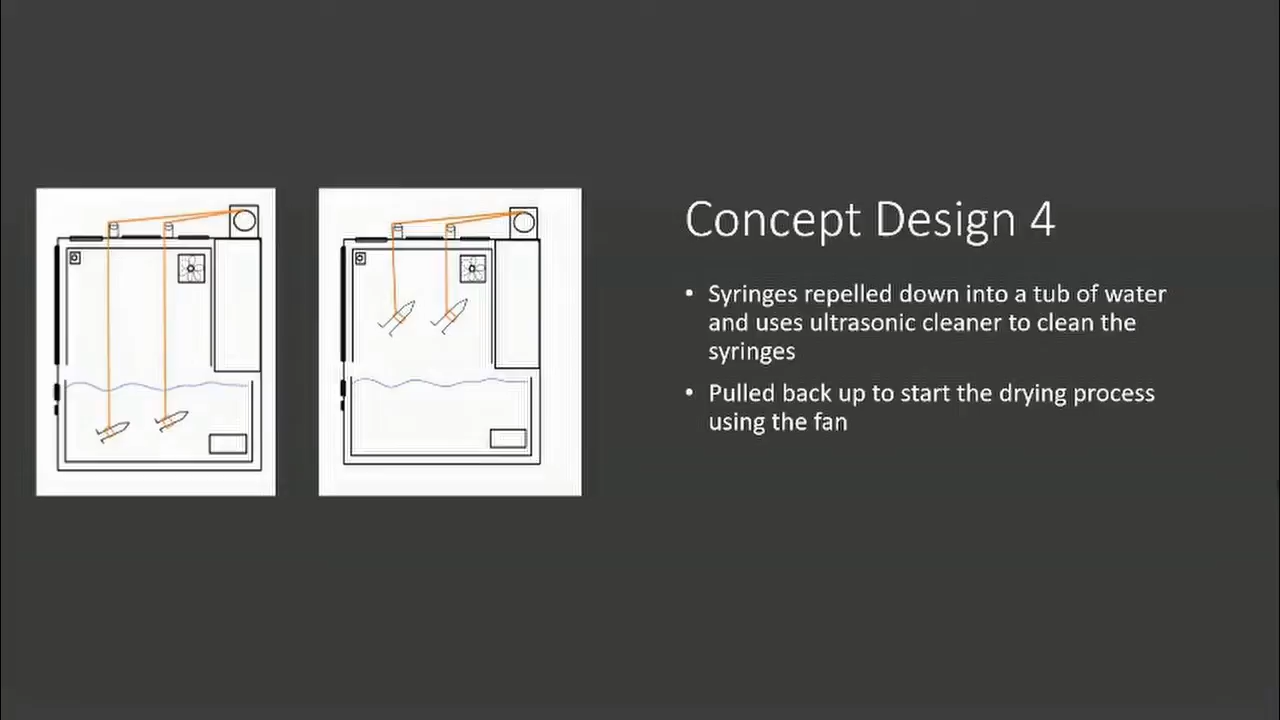 Concept Design 4
• Syringes repelled down into a tub of water
and uses ultrasonic cleaner to clean the
syringes
• Pulled back up to start the drying process
using the fan